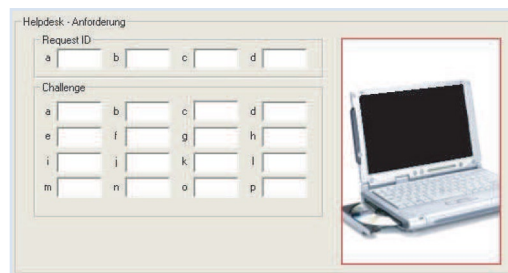 Helpdesk - Anforderung
Request ID
a b c d
Challenge
a b c d
e f g h
i j k l
m n o p